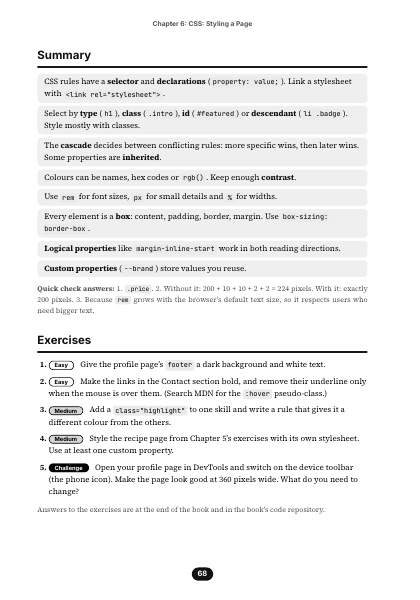 Chapter 6: CSS: Styling a Page
Summary
CSS rules have a selector and declarations ( property: value; ). Link a stylesheet
with <link rel="stylesheet"> .
Select by type ( h1 ), class ( .intro ), id ( #featured ) or descendant ( li .badge ).
Style mostly with classes.
The cascade decides between conflicting rules: more specific wins, then later wins.
Some properties are inherited.
Colours can be names, hex codes or rgb() . Keep enough contrast.
Use rem for font sizes, px for small details and % for widths.
Every element is a box: content, padding, border, margin. Use box-sizing:
border-box .
Logical properties like margin-inline-start work in both reading directions.
Custom properties ( --brand ) store values you reuse.
Quick check answers: 1. .price . 2. Without it: 200 + 10 + 10 + 2 + 2 = 224 pixels. With it: exactly
200 pixels. 3. Because rem grows with the browser's default text size, so it respects users who
need bigger text.
Exercises
1. Easy Give the profile page's footer a dark background and white text.
2. Easy Make the links in the Contact section bold, and remove their underline only
when the mouse is over them. (Search MDN for the :hover pseudo-class.)
3. Medium Add a class="highlight" to one skill and write a rule that gives it a
different colour from the others.
4. Medium Style the recipe page from Chapter 5's exercises with its own stylesheet.
Use at least one custom property.
5. Challenge Open your profile page in DevTools and switch on the device toolbar
(the phone icon). Make the page look good at 360 pixels wide. What do you need to
change?
Answers to the exercises are at the end of the book and in the book's code repository.
68